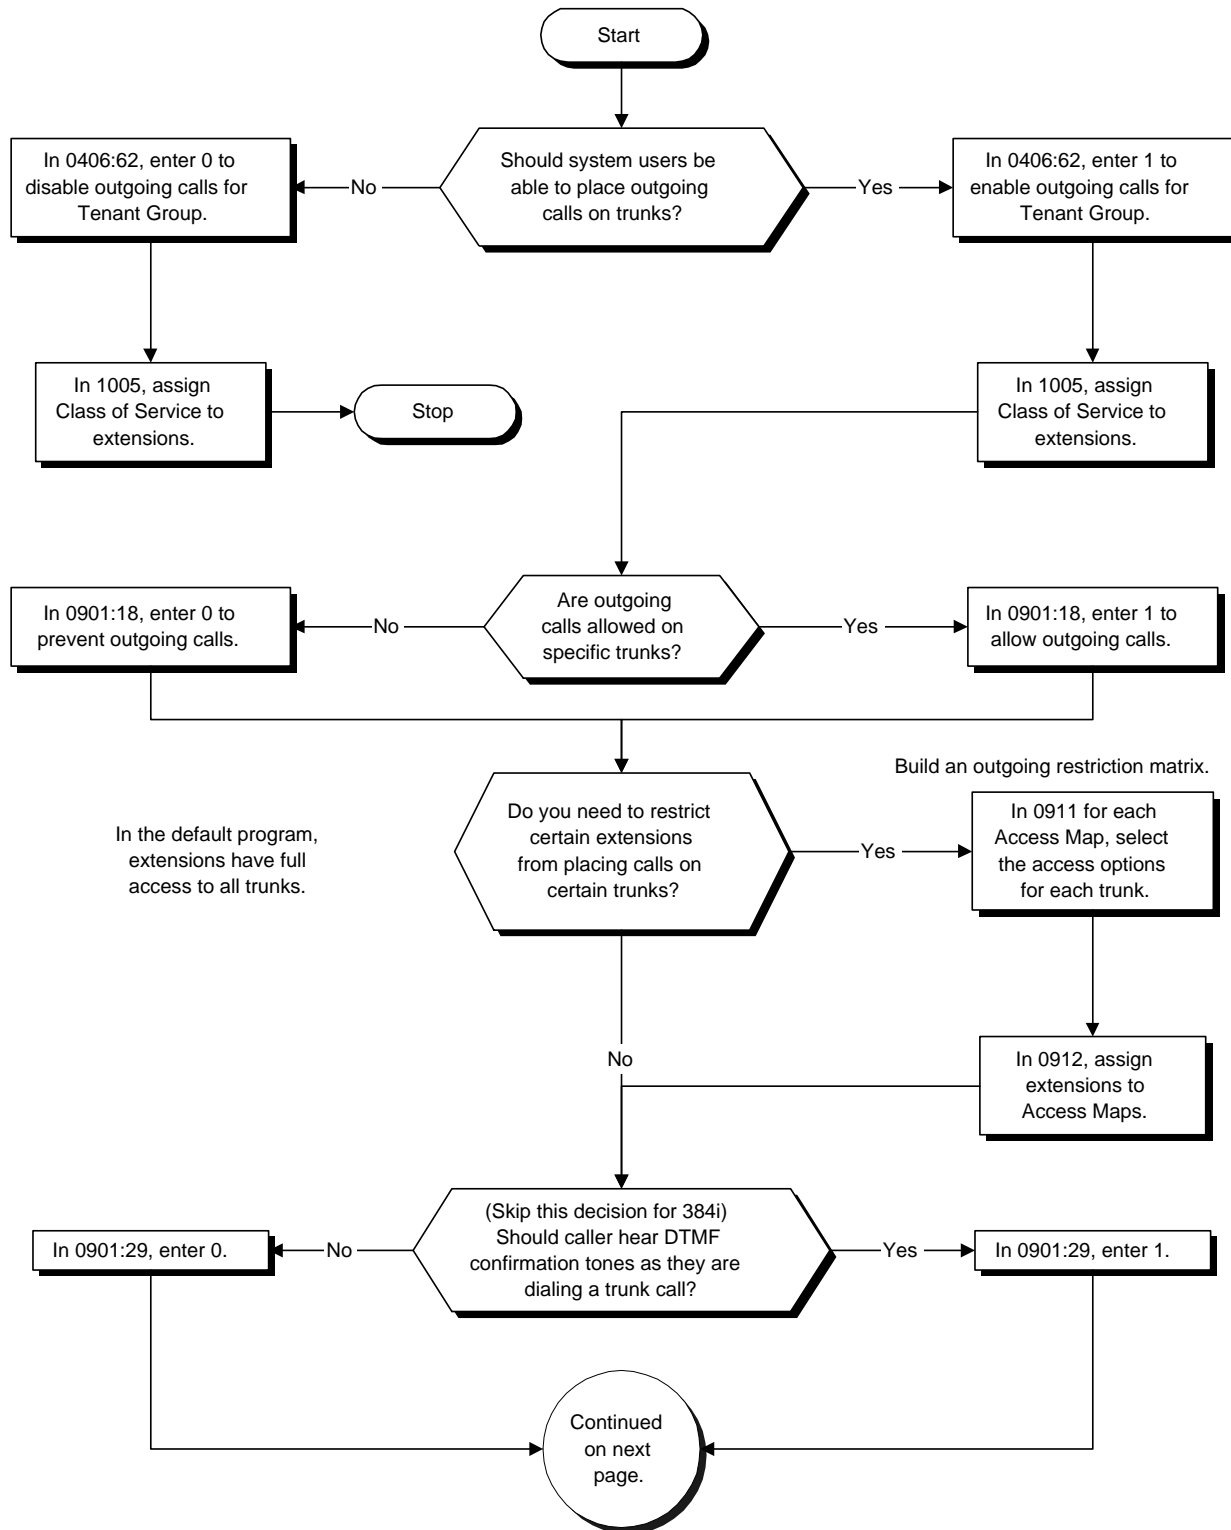 Start
In 0406:62, enter 0 to
disable outgoing calls for
Tenant Group.
No
Should system users be
able to place outgoing
calls on trunks?
Yes
In 0406:62, enter 1 to
enable outgoing calls for
Tenant Group.
In 1005, assign
Class of Service to
extensions.
Stop
In 1005, assign
Class of Service to
extensions.
In 0901:18, enter 0 to
prevent outgoing calls.
No
Are outgoing
calls allowed on
specific trunks?
Yes
In 0901:18, enter 1 to
allow outgoing calls.
Build an outgoing restriction matrix.
In the default program,
extensions have full
access to all trunks.
Do you need to restrict
certain extensions
from placing calls on
certain trunks?
Yes
In 0911 for each
Access Map, select
the access options
for each trunk.
No
In 0912, assign
extensions to
Access Maps.
In 0901:29, enter 0.
No
(Skip this decision for 384i)
Should caller hear DTMF
confirmation tones as they are
dialing a trunk call?
Yes
In 0901:29, enter 1.
Continued
on next
page.